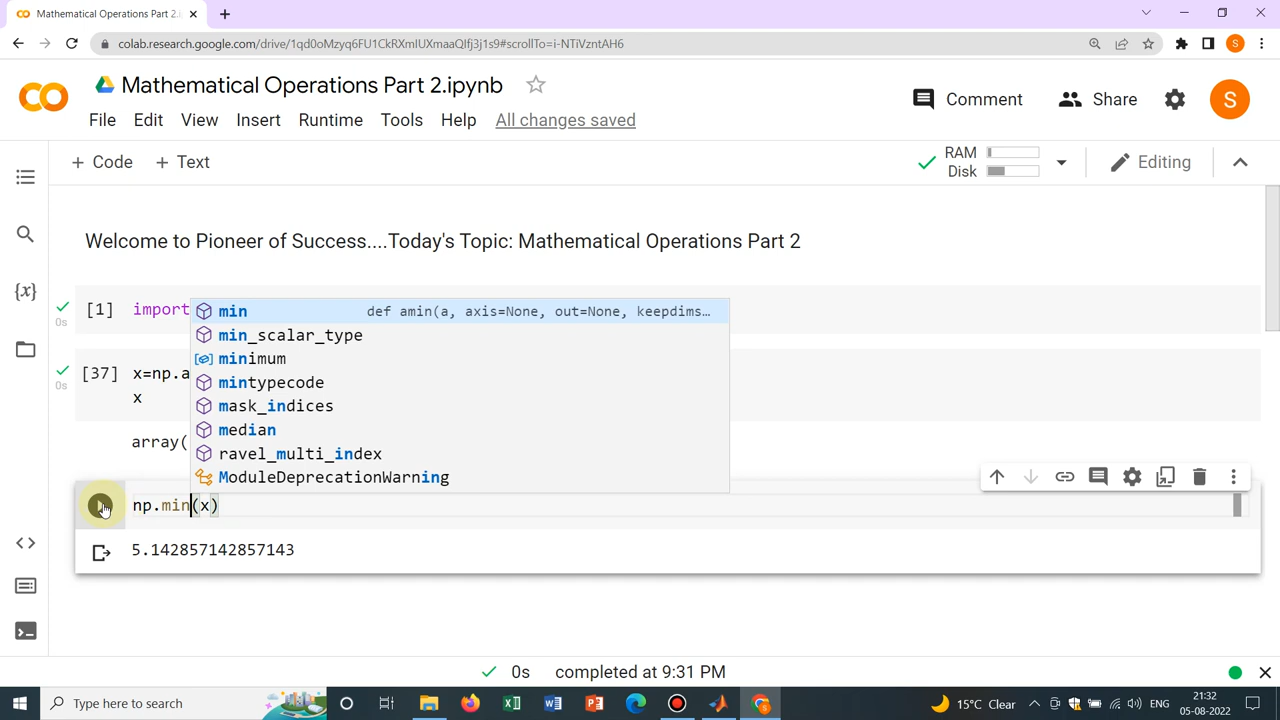 Mathematical Operations Part 2.i
colab.research.google.com/drive/1qd0oMzyq6FU1CkRXmIUXmaaQIfj3j1s9#scrollTo=i-NTiVzntAH6
S
Mathematical Operations Part 2.ipynb
Comment
Share
S
File Edit View Insert Runtime Tools Help All changes saved
+ Code + Text
RAM
Disk
Editing
Welcome to Pioneer of Success....Today's Topic: Mathematical Operations Part 2
{x}
[1] import
0s
min def amin(a, axis=None, out=None, keepdims…
min_scalar_type
minimum
mintypecode
mask_indices
median
ravel_multi_index
ModuleDeprecationWarning
[37] x=np.a
x
0s
array(
np.min(x)
5.142857142857143
0s completed at 9:31 PM
Type here to search
15°C Clear
ENG
21:32
05-08-2022